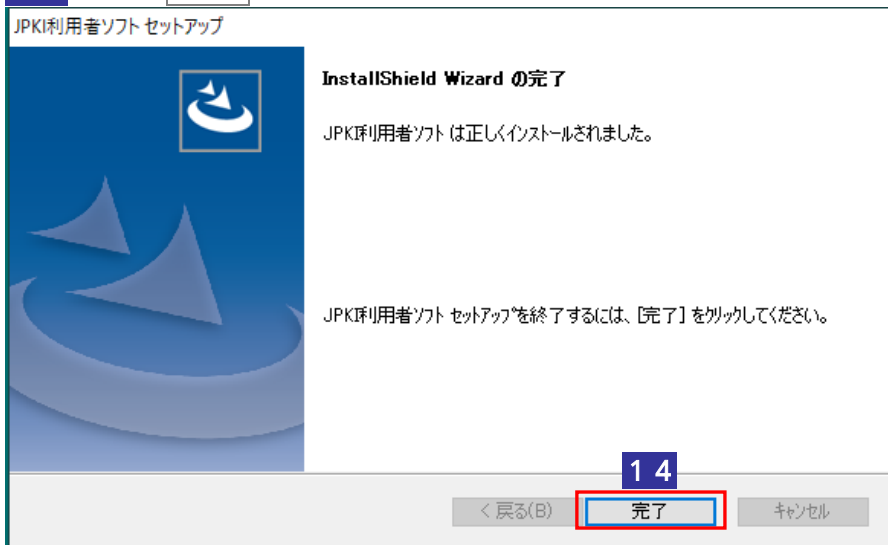 JPKI利用者ソフト セットアップ
InstallShield Wizard の完了
JPKI利用者ソフト は正しくインストールされました。
JPKI利用者ソフト セットアップを終了するには、[完了] をクリックしてください。
１４
< 戻る(B)
完了
キャンセル